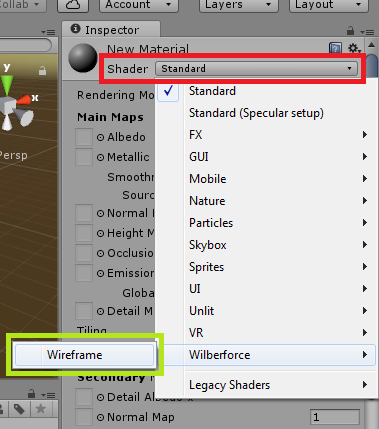 Collab
Account
Layers
Layout
Inspector
New Material
Shader
Standard
y
x
Persp
Rendering Mo
Main Maps
Albedo
Metallic
Smooth
Sour
Normal
Height M
Occlusio
Emission
Global
Detail M
Tiling
Secondary
Detail Albedo x
Normal Map
1
Standard
Standard (Specular setup)
FX
GUI
Mobile
Nature
Particles
Skybox
Sprites
UI
Unlit
VR
Wilberforce
Legacy Shaders
Wireframe